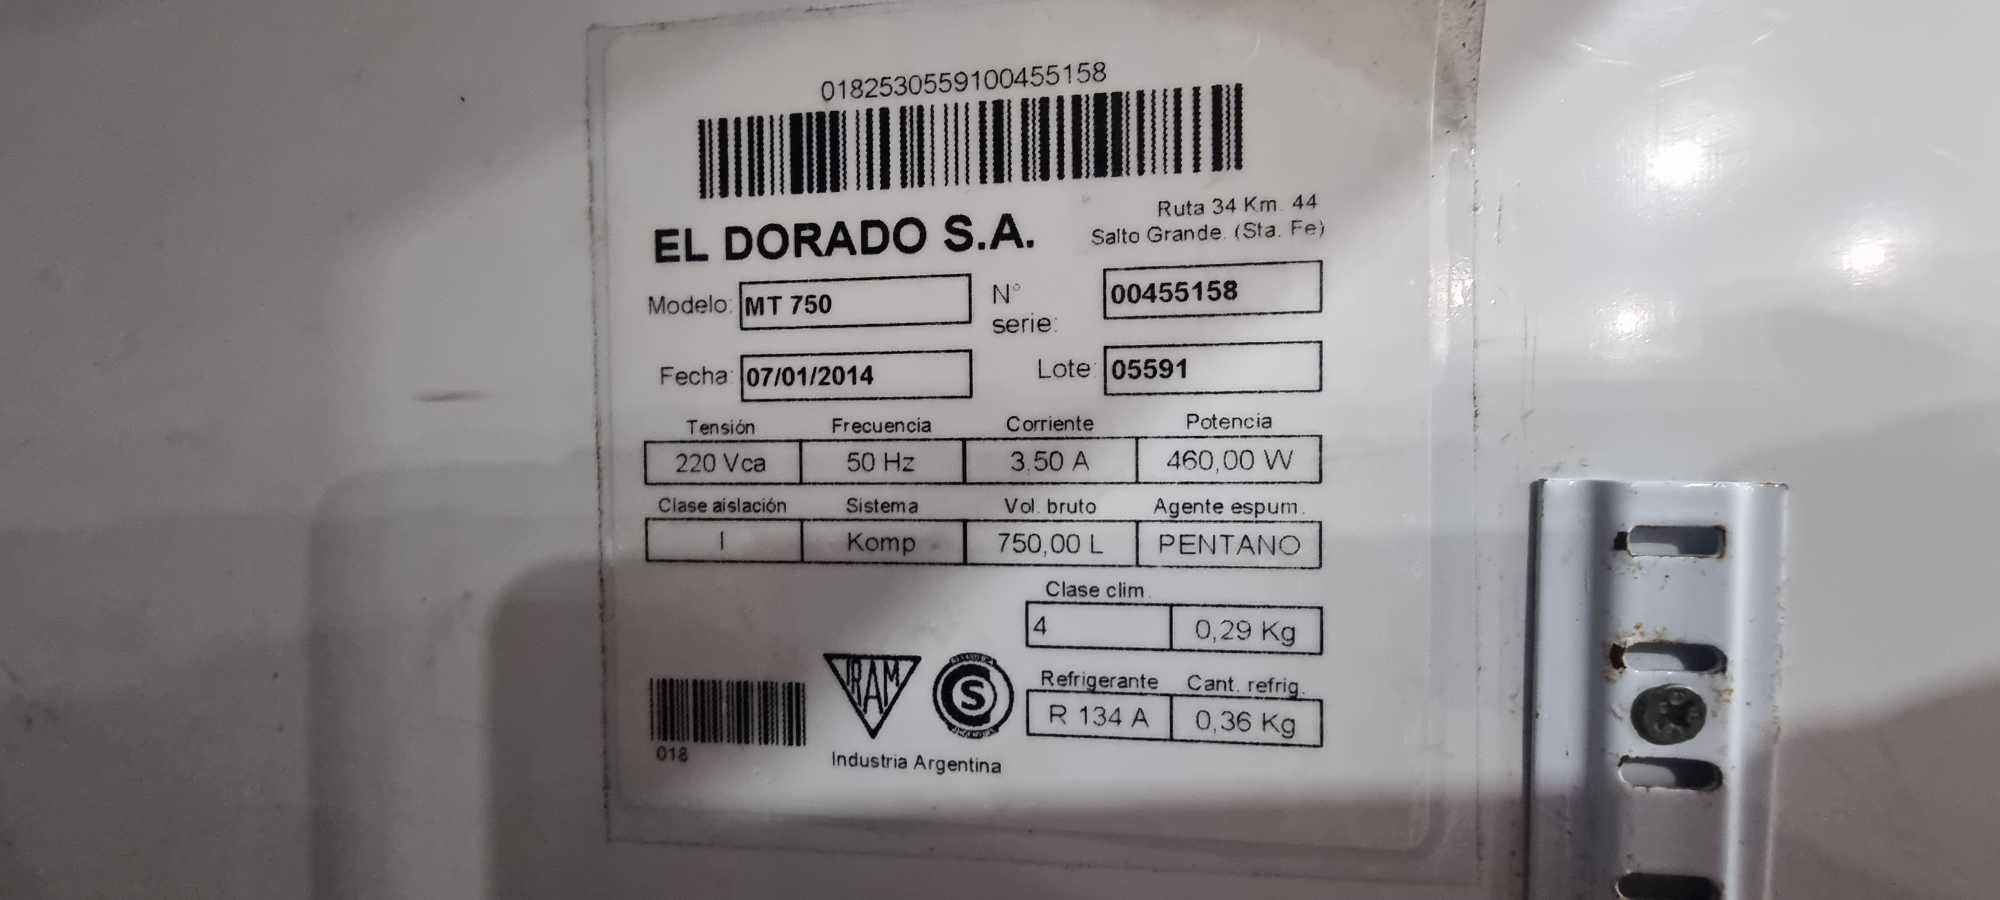 0182530559100455158
EL DORADO S.A.
Ruta 34 Km. 44
Salto Grande. (Sta. Fe)
Modelo: MT 750
N° serie: 00455158
Fecha: 07/01/2014
Lote: 05591
Tensión Frecuencia Corriente Potencia
220 Vca 50 Hz 3.50 A 460,00 W
Clase aislación Sistema Vol. bruto Agente espum.
I Komp 750,00 L PENTANO
Clase clim.
4 0,29 Kg
Refrigerante Cant. refrig.
R 134 A 0,36 Kg
IRAM
S
018
Industria Argentina